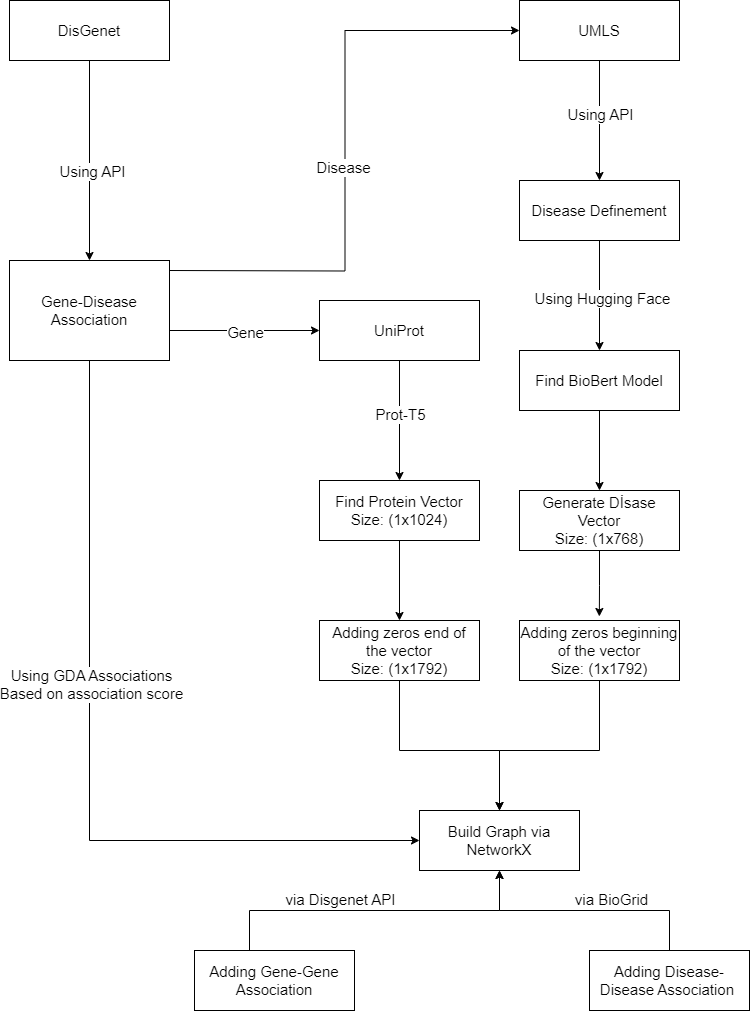 DisGenet
UMLS
Using API
Disease
Using API
Disease Definement
Gene-Disease
Association
Gene
UniProt
Using Hugging Face
Find BioBert Model
Prot-T5
Find Protein Vector
Size: (1x1024)
Generate Dİsase
Vector
Size: (1x768)
Adding zeros end of
the vector
Size: (1x1792)
Adding zeros beginning
of the vector
Size: (1x1792)
Using GDA Associations
Based on association score
Build Graph via
NetworkX
via Disgenet API
via BioGrid
Adding Gene-Gene
Association
Adding Disease-
Disease Association